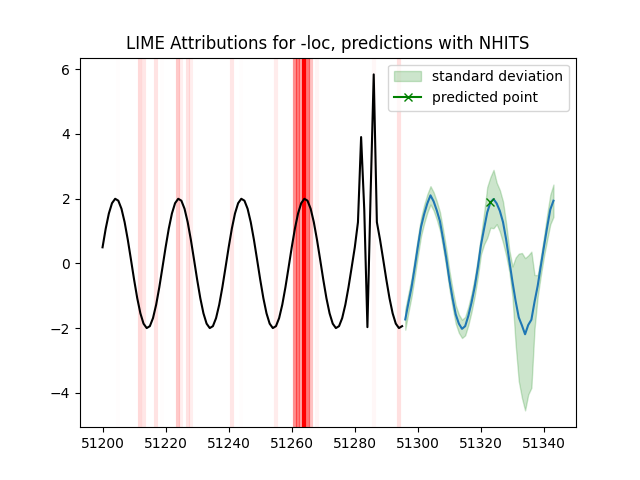 LIME Attributions for -loc, predictions with NHITS
standard deviation
predicted point
6
4
2
0
−2
−4
51200 51220 51240 51260 51280 51300 51320 51340